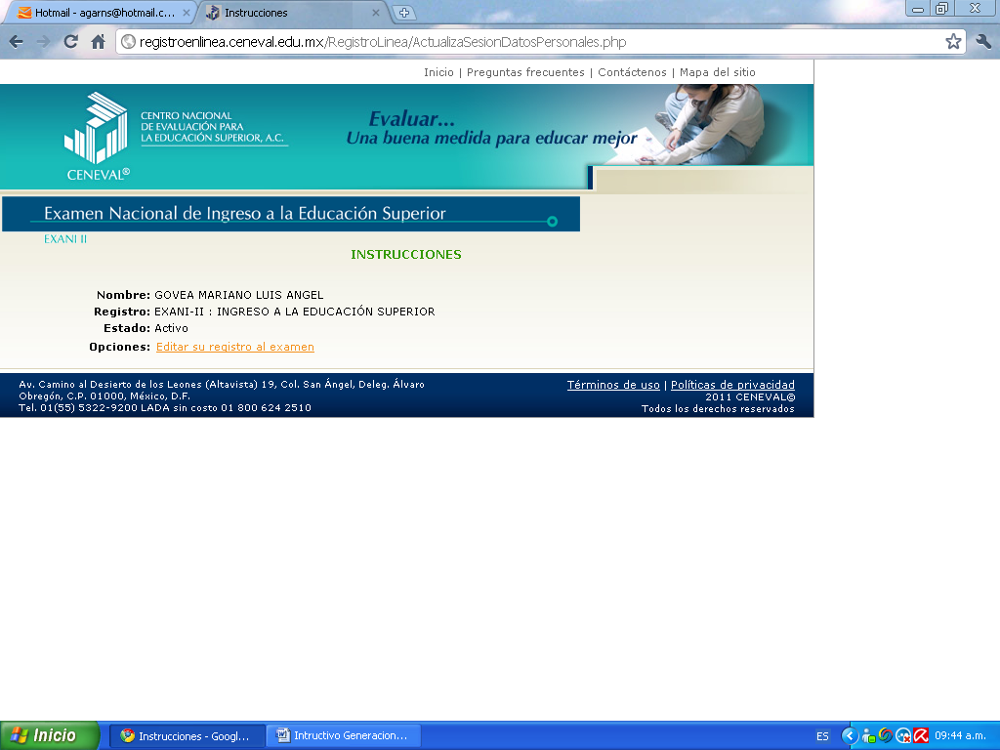 Hotmail - agarns@hotmail.c...
Instrucciones
registroenlinea.ceneval.edu.mx/RegistroLinea/ActualizaSesionDatosPersonales.php
Inicio | Preguntas frecuentes | Contáctenos | Mapa del sitio
CENTRO NACIONAL
DE EVALUACIÓN PARA
LA EDUCACIÓN SUPERIOR, A.C.
CENEVAL®
Evaluar...
Una buena medida para educar mejor
Examen Nacional de Ingreso a la Educación Superior
EXANI II
INSTRUCCIONES
Nombre: GOVEA MARIANO LUIS ANGEL
Registro: EXANI-II : INGRESO A LA EDUCACIÓN SUPERIOR
Estado: Activo
Opciones: Editar su registro al examen
Av. Camino al Desierto de los Leones (Altavista) 19, Col. San Ángel, Deleg. Álvaro
Obregón, C.P. 01000, México, D.F.
Tel. 01(55) 5322-9200 LADA sin costo 01 800 624 2510
Términos de uso | Políticas de privacidad
2011 CENEVAL©
Todos los derechos reservados
Inicio
Instrucciones - Googl...
Intructivo Generacion...
ES
09:44 a.m.